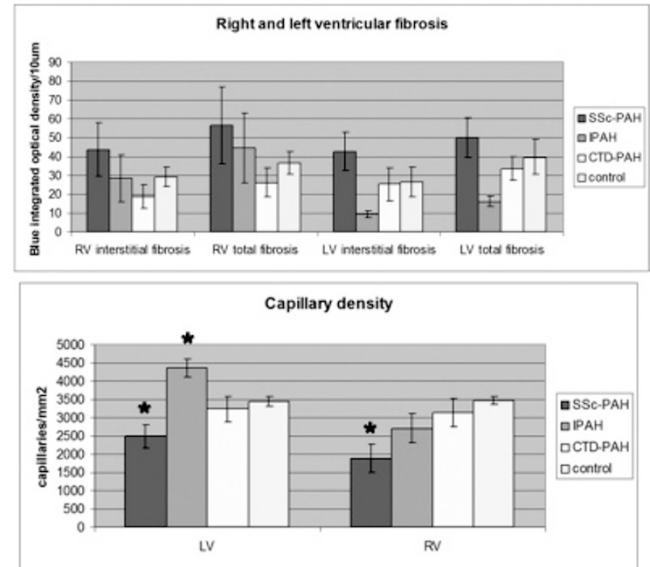 Right and left ventricular fibrosis
Blue integrated optical density/10um
90
80
70
60
50
40
30
20
10
0
RV interstitial fibrosis RV total fibrosis LV interstitial fibrosis LV total fibrosis
SSc-PAH
IPAH
CTD-PAH
control
Capillary density
capillaries/mm2
5000
4500
4000
3500
3000
2500
2000
1500
1000
500
0
* * *
LV RV
SSc-PAH
IPAH
CTD-PAH
control